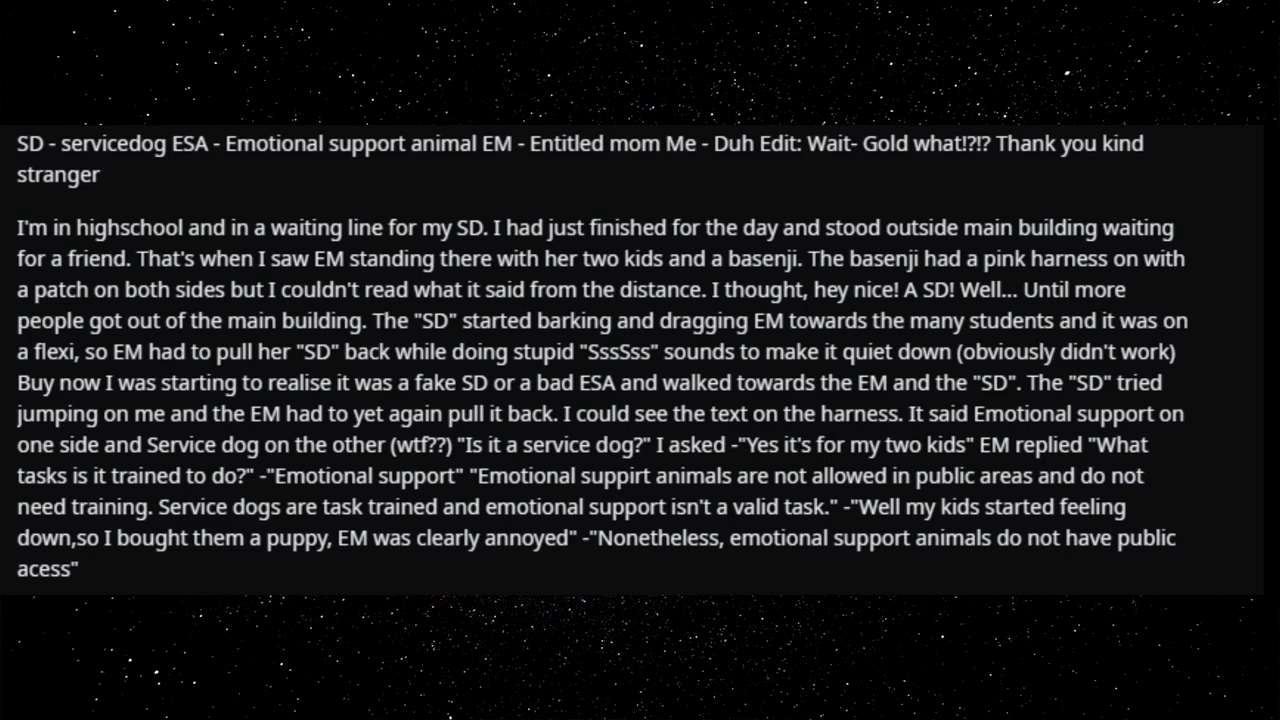 SD - servicedog ESA - Emotional support animal EM - Entitled mom Me - Duh Edit: Wait- Gold what!?!? Thank you kind
stranger
I'm in highschool and in a waiting line for my SD. I had just finished for the day and stood outside main building waiting
for a friend. That's when I saw EM standing there with her two kids and a basenji. The basenji had a pink harness on with
a patch on both sides but I couldn't read what it said from the distance. I thought, hey nice! A SD! Well... Until more
people got out of the main building. The "SD" started barking and dragging EM towards the many students and it was on
a flexi, so EM had to pull her "SD" back while doing stupid "SssSss" sounds to make it quiet down (obviously didn't work)
Buy now I was starting to realise it was a fake SD or a bad ESA and walked towards the EM and the "SD". The "SD" tried
jumping on me and the EM had to yet again pull it back. I could see the text on the harness. It said Emotional support on
one side and Service dog on the other (wtf??) "Is it a service dog?" I asked -"Yes it's for my two kids" EM replied "What
tasks is it trained to do?" -"Emotional support" "Emotional suppirt animals are not allowed in public areas and do not
need training. Service dogs are task trained and emotional support isn't a valid task." -"Well my kids started feeling
down,so I bought them a puppy, EM was clearly annoyed" -"Nonetheless, emotional support animals do not have public
acess"